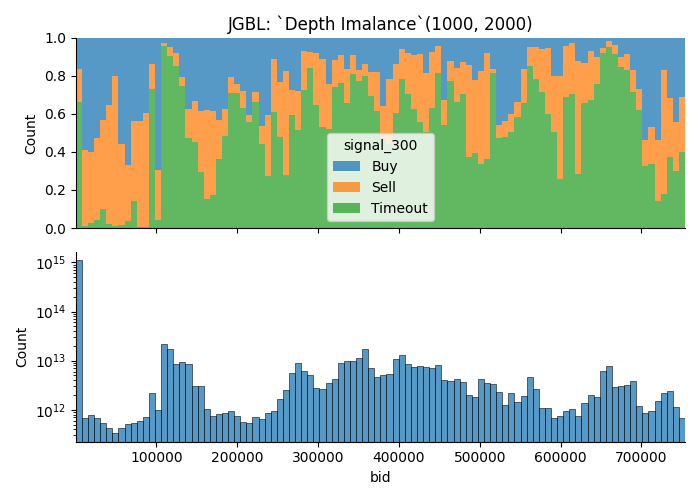 JGBL: `Depth Imalance`(1000, 2000)
1.0
0.8
0.6
0.4
0.2
0.0
Count
signal_300
Buy
Sell
Timeout
10^15
10^14
10^13
10^12
Count
100000 200000 300000 400000 500000 600000 700000
bid